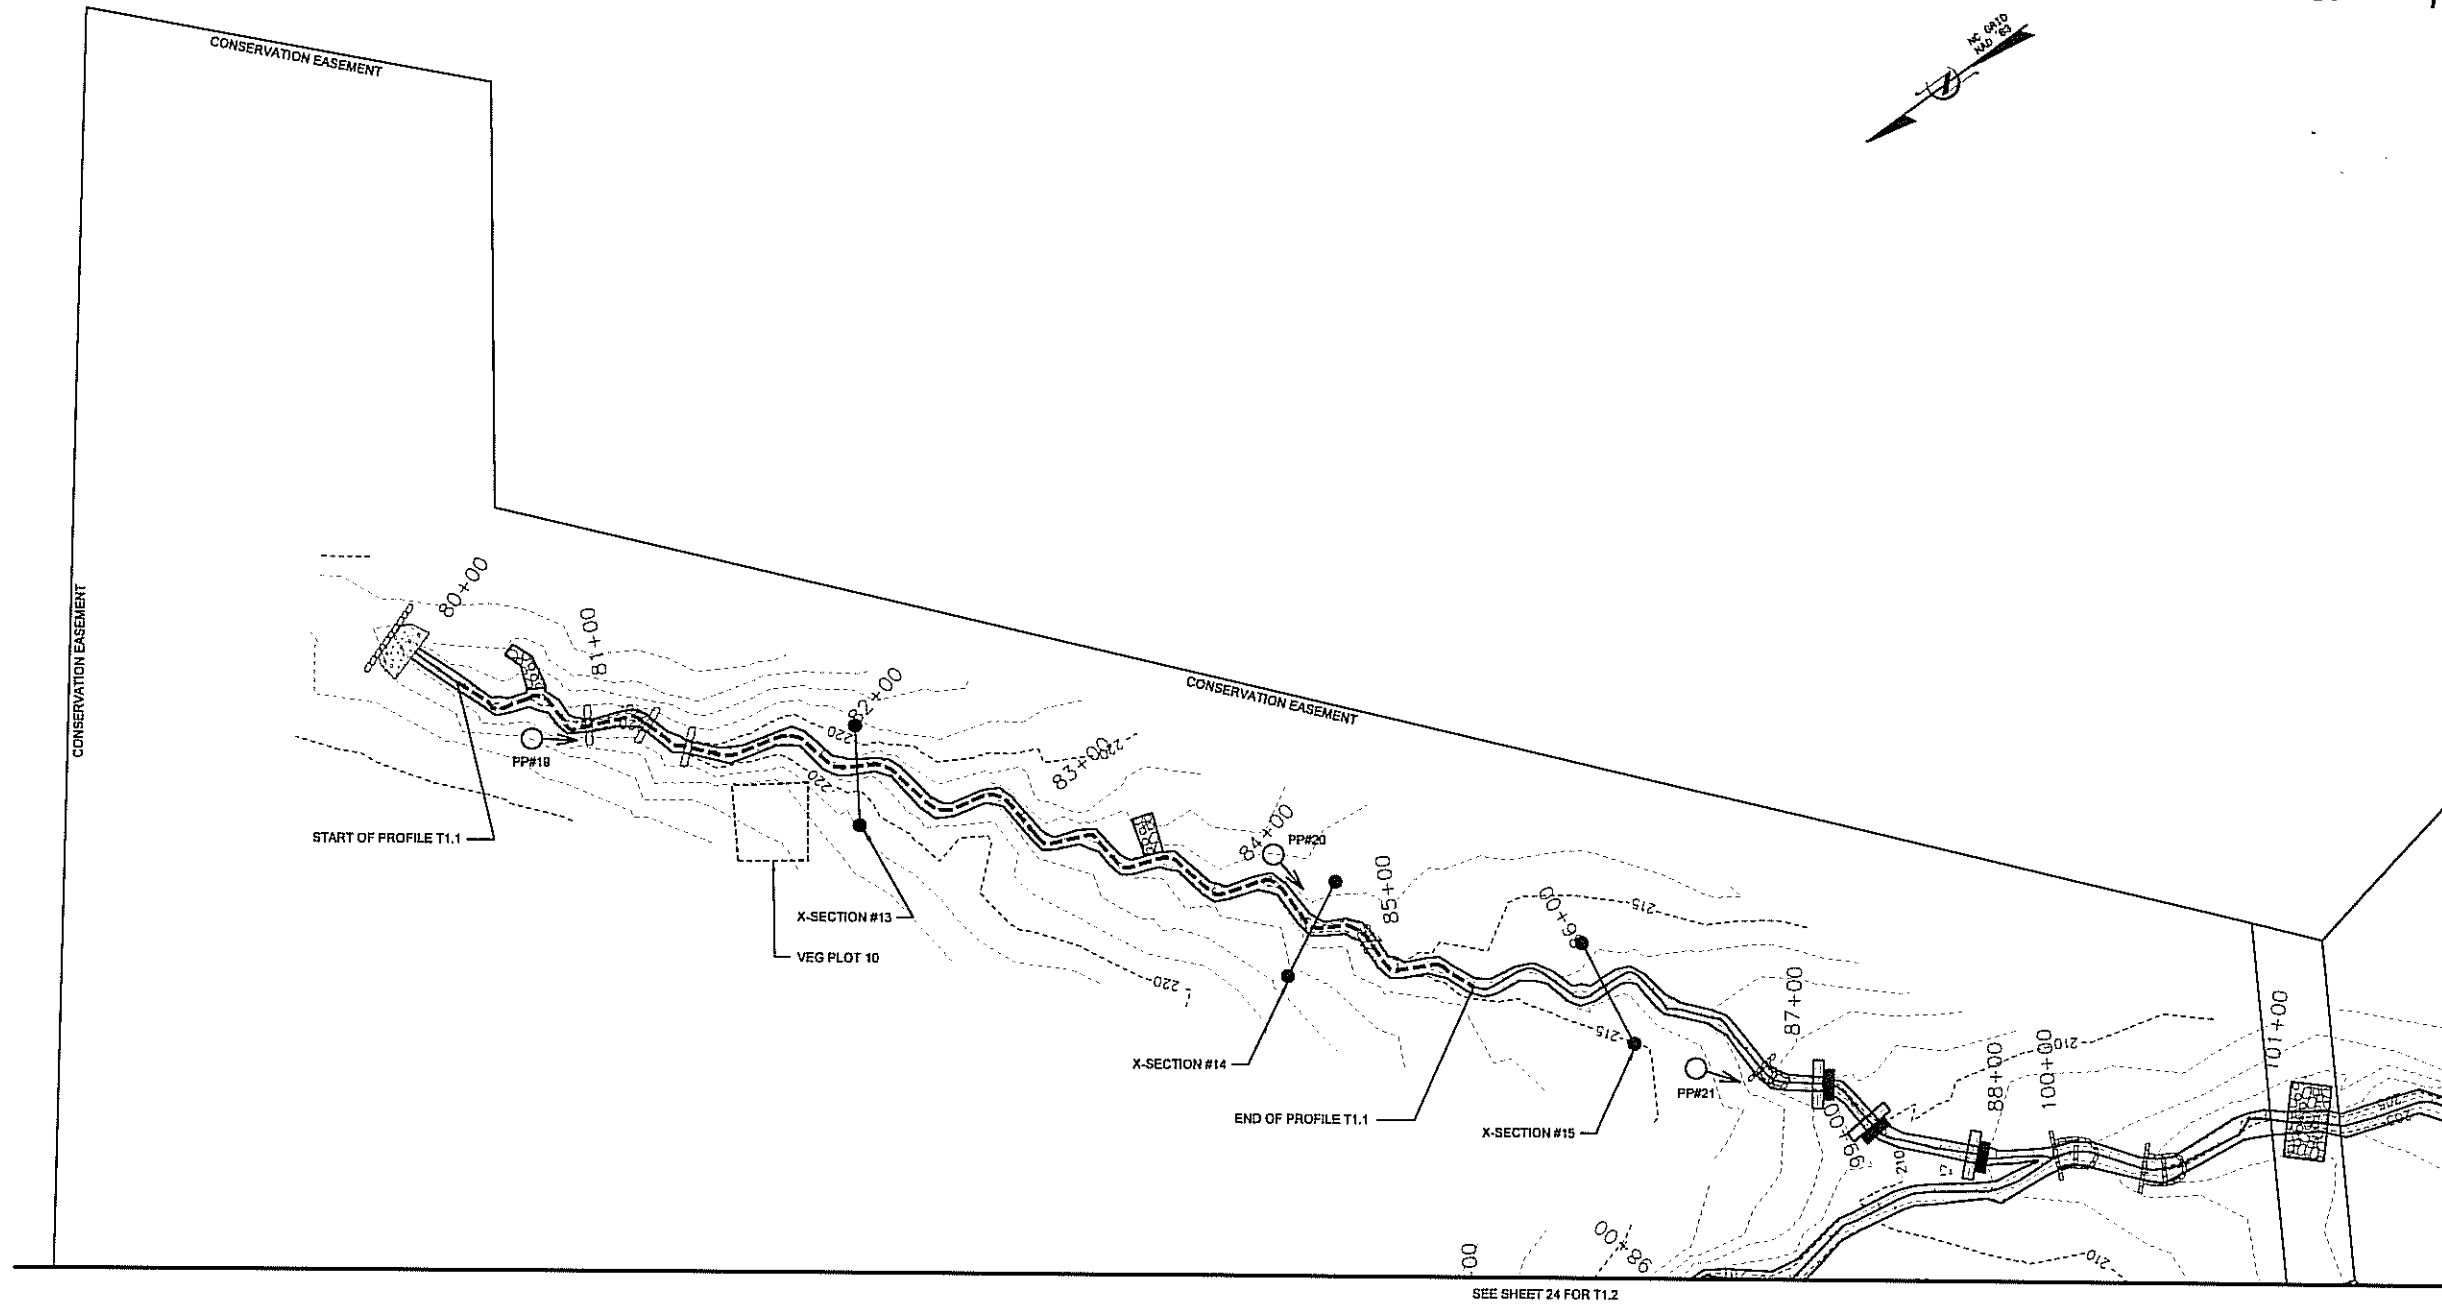 NC GRID
NAD '83
CONSERVATION EASEMENT
CONSERVATION EASEMENT
CONSERVATION EASEMENT
80+00
81+00
82+00
220
220
83+00
220
PP#19
START OF PROFILE T1.1
X-SECTION #13
VEG PLOT 10
84+00
PP#20
85+00
86+00
215
220
215
X-SECTION #14
END OF PROFILE T1.1
X-SECTION #15
87+00
PP#21
88+00
100+00
210
101+00
99+00
210
98+00
210
SEE SHEET 24 FOR T1.2